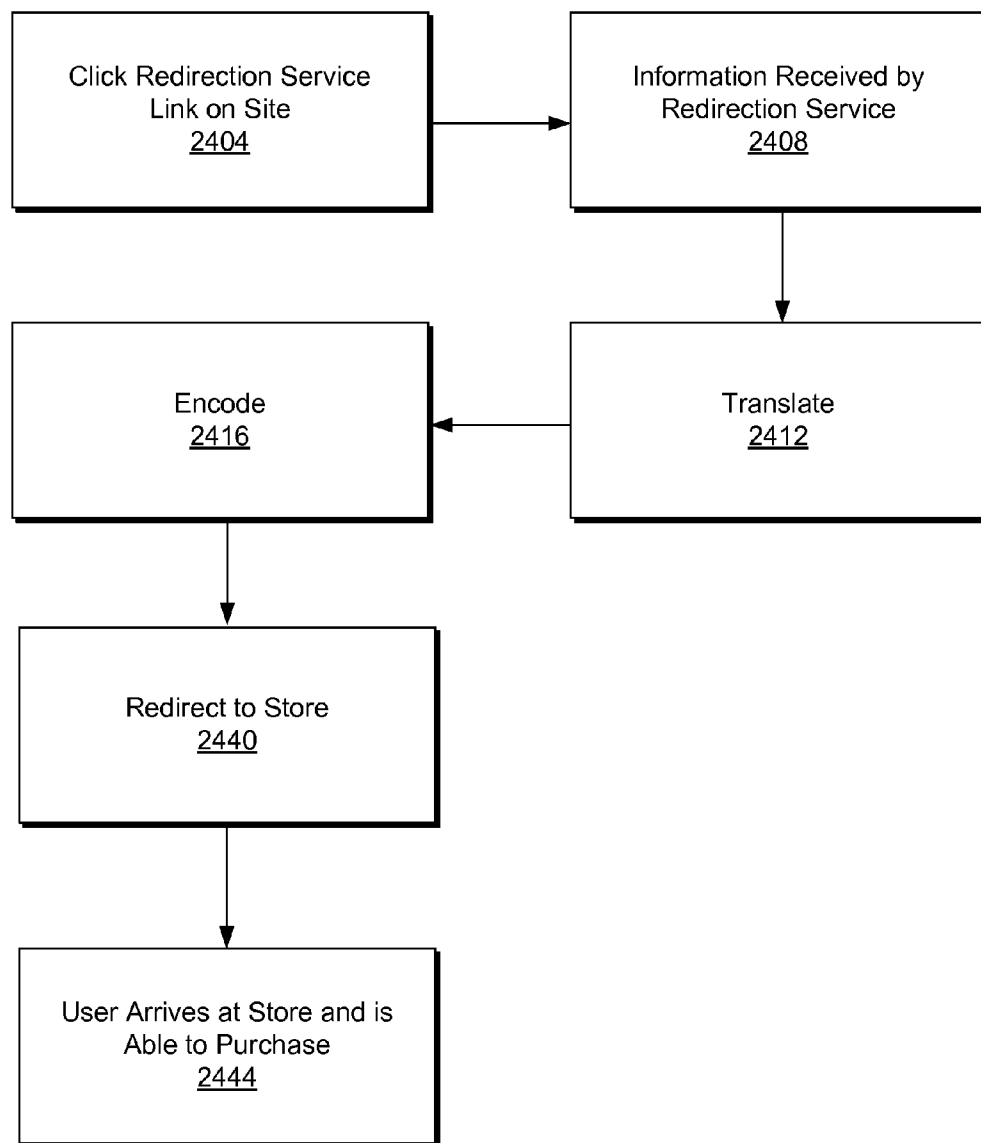 Click Redirection Service
Link on Site
2404
Information Received by
Redirection Service
2408
Translate
2412
Encode
2416
Redirect to Store
2440
User Arrives at Store and is
Able to Purchase
2444